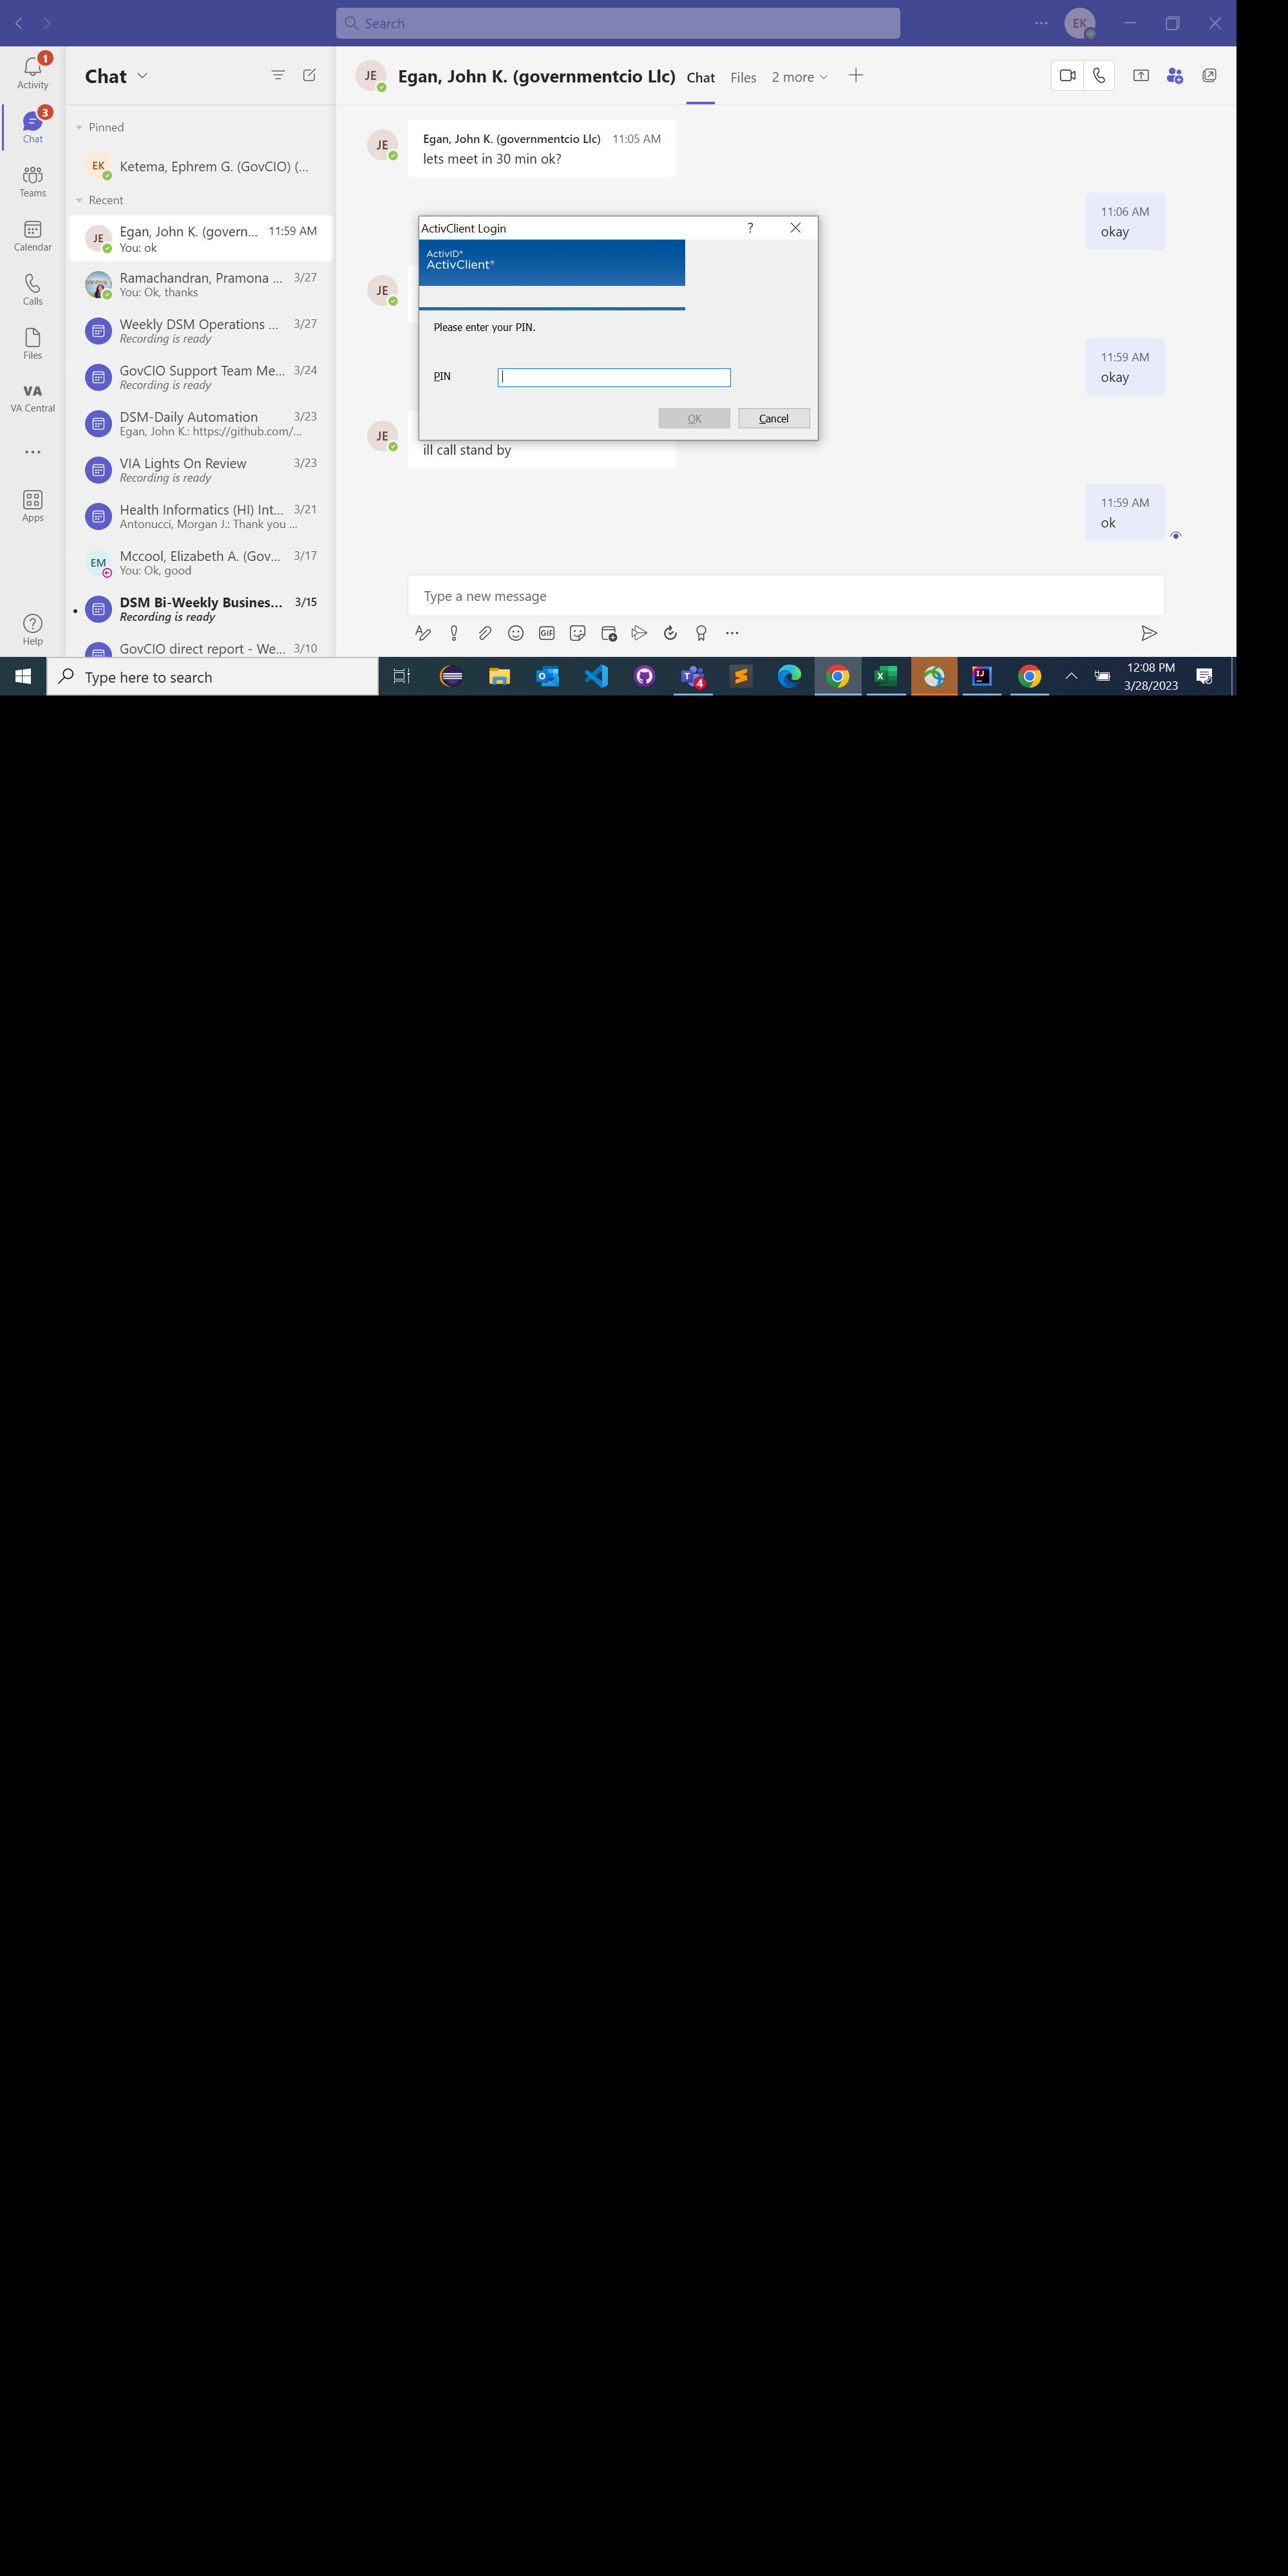 Search
EK
1
Activity
3
Chat
Teams
Calendar
Calls
Files
VA
VA Central
Apps
Help
Chat
Pinned
EK
Ketema, Ephrem G. (GovCIO) (...
Recent
JE
Egan, John K. (govern... 11:59 AM
You: ok
Ramachandran, Pramona ... 3/27
You: Ok, thanks
Weekly DSM Operations ... 3/27
Recording is ready
GovCIO Support Team Me... 3/24
Recording is ready
DSM-Daily Automation 3/23
Egan, John K.: https://github.com/...
VIA Lights On Review 3/23
Recording is ready
Health Informatics (HI) Int... 3/21
Antonucci, Morgan J.: Thank you ...
EM
Mccool, Elizabeth A. (Gov... 3/17
You: Ok, good
DSM Bi-Weekly Busines... 3/15
Recording is ready
GovCIO direct report - We... 3/10
JE
Egan, John K. (governmentcio Llc) Chat Files 2 more
JE
Egan, John K. (governmentcio Llc) 11:05 AM
lets meet in 30 min ok?
11:06 AM
okay
ActivClient Login ?
ActivID®
ActivClient®
Please enter your PIN.
PIN
OK Cancel
JE
11:59 AM
okay
JE
ill call stand by
11:59 AM
ok
Type a new message
GIF
Type here to search
4
IJ
12:08 PM
3/28/2023